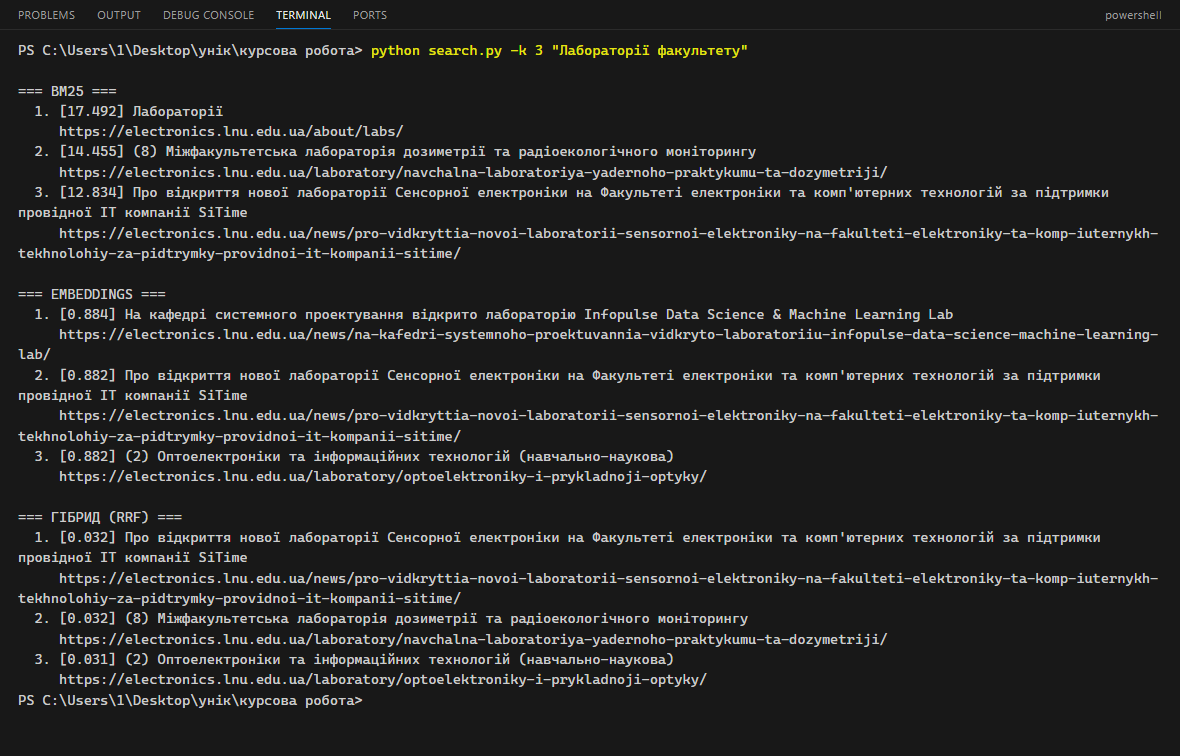 PROBLEMS OUTPUT DEBUG CONSOLE TERMINAL PORTS powershell
PS C:\Users\1\Desktop\унік\курсова робота> python search.py -k 3 "Лабораторії факультету"
=== BM25 ===
1. [17.492] Лабораторії
https://electronics.lnu.edu.ua/about/labs/
2. [14.455] (8) Міжфакультетська лабораторія дозиметрії та радіоекологічного моніторингу
https://electronics.lnu.edu.ua/laboratory/navchalna-laboratoriya-yadernoho-praktykumu-ta-dozymetriji/
3. [12.834] Про відкриття нової лабораторії Сенсорної електроніки на Факультеті електроніки та комп'ютерних технологій за підтримки
провідної ІТ компанії SiTime
https://electronics.lnu.edu.ua/news/pro-vidkryttia-novoi-laboratorii-sensornoi-elektroniky-na-fakulteti-elektroniky-ta-komp-iuternykh-
tekhnolohiy-za-pidtrymky-providnoi-it-kompanii-sitime/
=== EMBEDDINGS ===
1. [0.884] На кафедрі системного проектування відкрито лабораторію Infopulse Data Science & Machine Learning Lab
https://electronics.lnu.edu.ua/news/na-kafedri-systemnoho-proektuvannia-vidkryto-laboratoriiu-infopulse-data-science-machine-learning-
lab/
2. [0.882] Про відкриття нової лабораторії Сенсорної електроніки на Факультеті електроніки та комп'ютерних технологій за підтримки
провідної ІТ компанії SiTime
https://electronics.lnu.edu.ua/news/pro-vidkryttia-novoi-laboratorii-sensornoi-elektroniky-na-fakulteti-elektroniky-ta-komp-iuternykh-
tekhnolohiy-za-pidtrymky-providnoi-it-kompanii-sitime/
3. [0.882] (2) Оптоелектроніки та інформаційних технологій (навчально-наукова)
https://electronics.lnu.edu.ua/laboratory/optoelektroniky-i-prykladnoji-optyky/
=== ГІБРИД (RRF) ===
1. [0.032] Про відкриття нової лабораторії Сенсорної електроніки на Факультеті електроніки та комп'ютерних технологій за підтримки
провідної ІТ компанії SiTime
https://electronics.lnu.edu.ua/news/pro-vidkryttia-novoi-laboratorii-sensornoi-elektroniky-na-fakulteti-elektroniky-ta-komp-iuternykh-
tekhnolohiy-za-pidtrymky-providnoi-it-kompanii-sitime/
2. [0.032] (8) Міжфакультетська лабораторія дозиметрії та радіоекологічного моніторингу
https://electronics.lnu.edu.ua/laboratory/navchalna-laboratoriya-yadernoho-praktykumu-ta-dozymetriji/
3. [0.031] (2) Оптоелектроніки та інформаційних технологій (навчально-наукова)
https://electronics.lnu.edu.ua/laboratory/optoelektroniky-i-prykladnoji-optyky/
PS C:\Users\1\Desktop\унік\курсова робота>